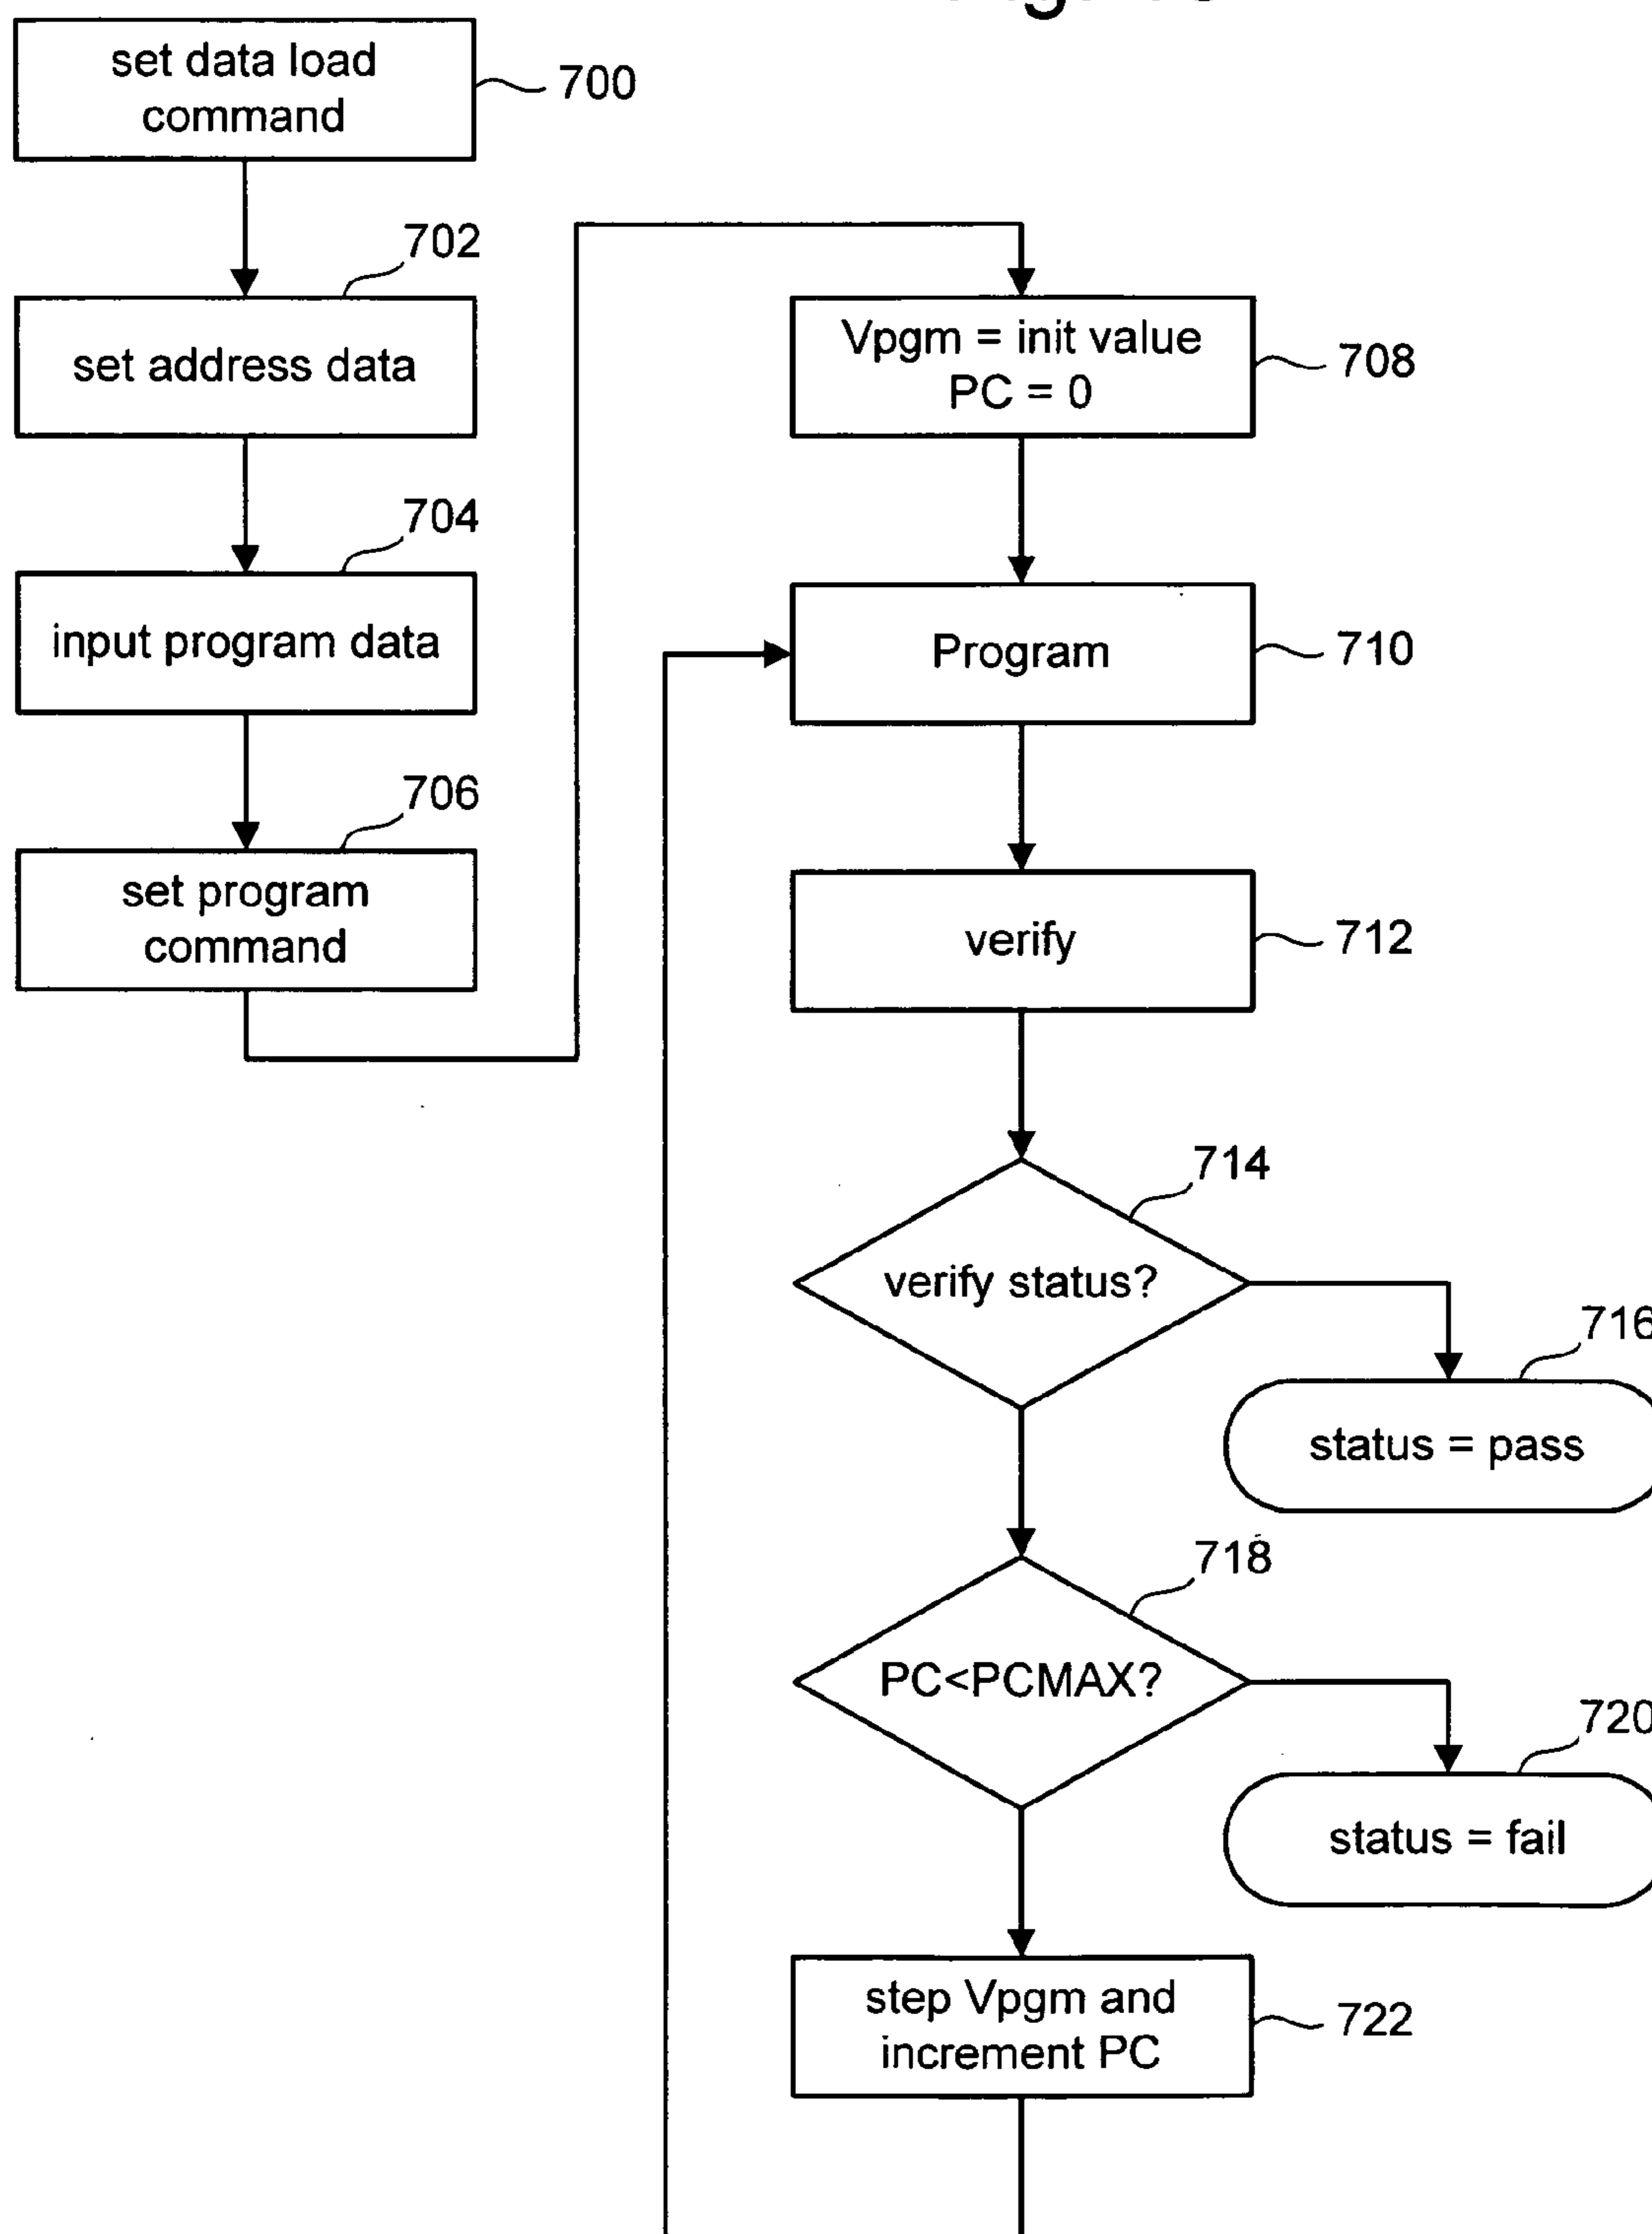 set data load
command
700
702
set address data
704
input program data
706
set program
command
Vpgm = init value
PC = 0
708
Program
710
verify
712
714
verify status?
716
status = pass
718
PC<PCMAX?
720
status = fail
step Vpgm and
increment PC
722